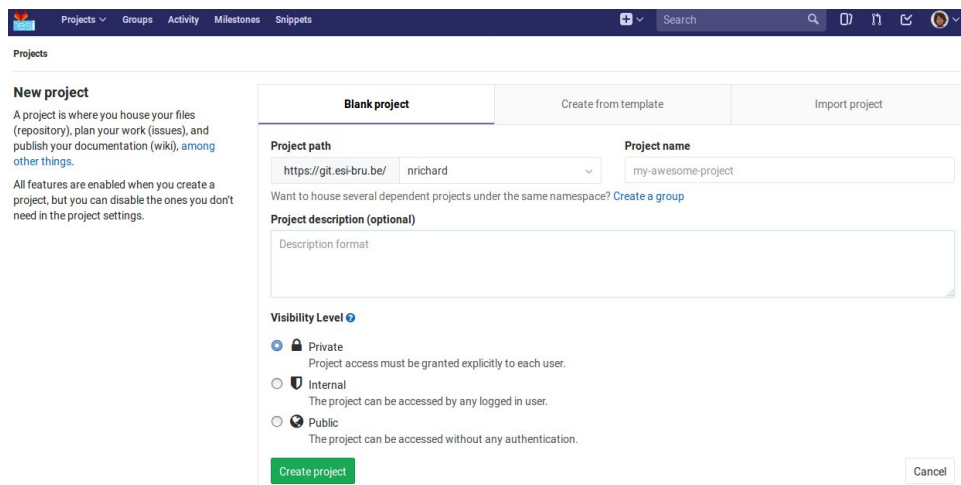 esi Projects Groups Activity Milestones Snippets Search
Projects
New project
A project is where you house your files
(repository), plan your work (issues), and
publish your documentation (wiki), among
other things.
All features are enabled when you create a
project, but you can disable the ones you don't
need in the project settings.
Blank project Create from template Import project
Project path Project name
https://git.esi-bru.be/ nrichard my-awesome-project
Want to house several dependent projects under the same namespace? Create a group
Project description (optional)
Description format
Visibility Level
Private
Project access must be granted explicitly to each user.
Internal
The project can be accessed by any logged in user.
Public
The project can be accessed without any authentication.
Create project Cancel